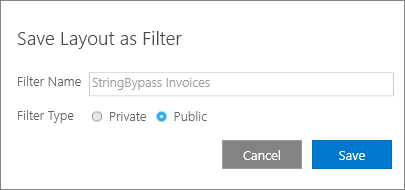 Save Layout as Filter
Filter Name StringBypass Invoices
Filter Type Private Public
Cancel Save